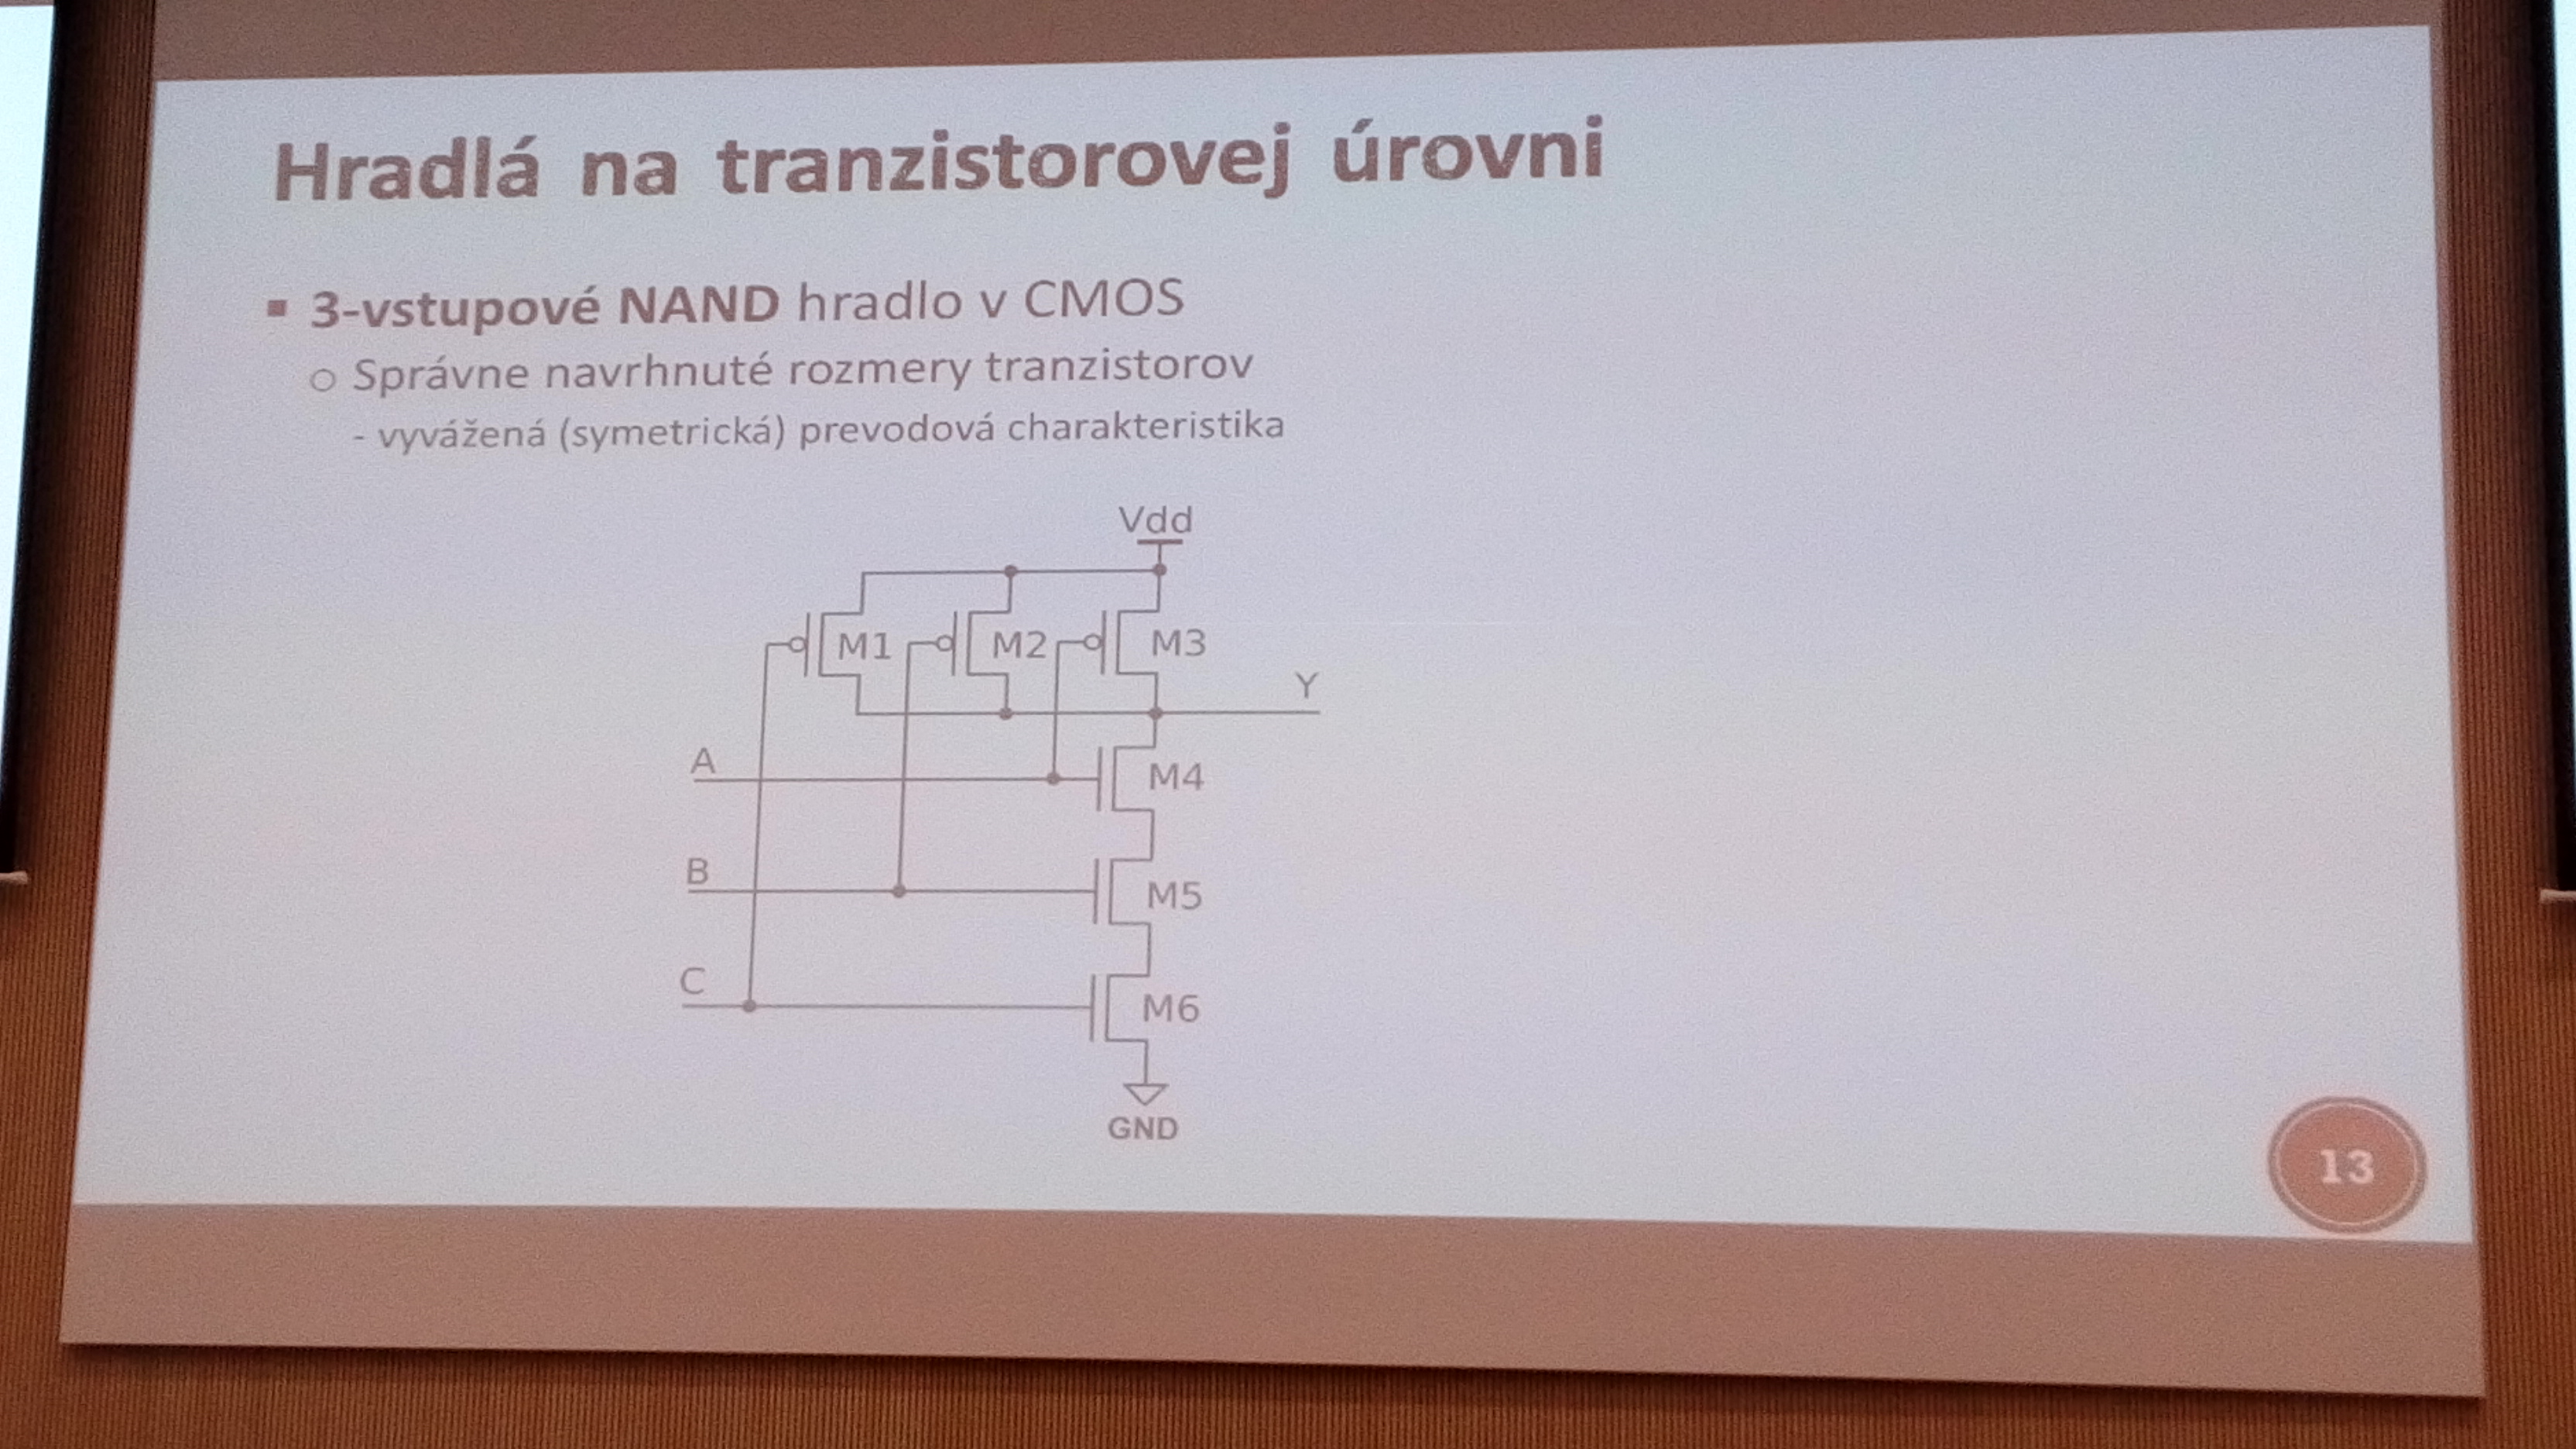 Hradlá na tranzistorovej úrovni
▪ 3-vstupové NAND hradlo v CMOS
○ Správne navrhnuté rozmery tranzistorov
- vyvážená (symetrická) prevodová charakteristika
Vdd
M1 M2 M3
Y
A
M4
B
M5
C
M6
GND
13